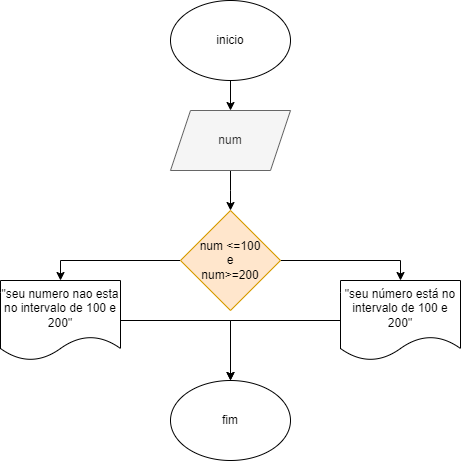 inicio
num
num <=100
e
num>=200
"seu numero nao esta
no intervalo de 100 e
200"
"seu número está no
intervalo de 100 e
200"
fim